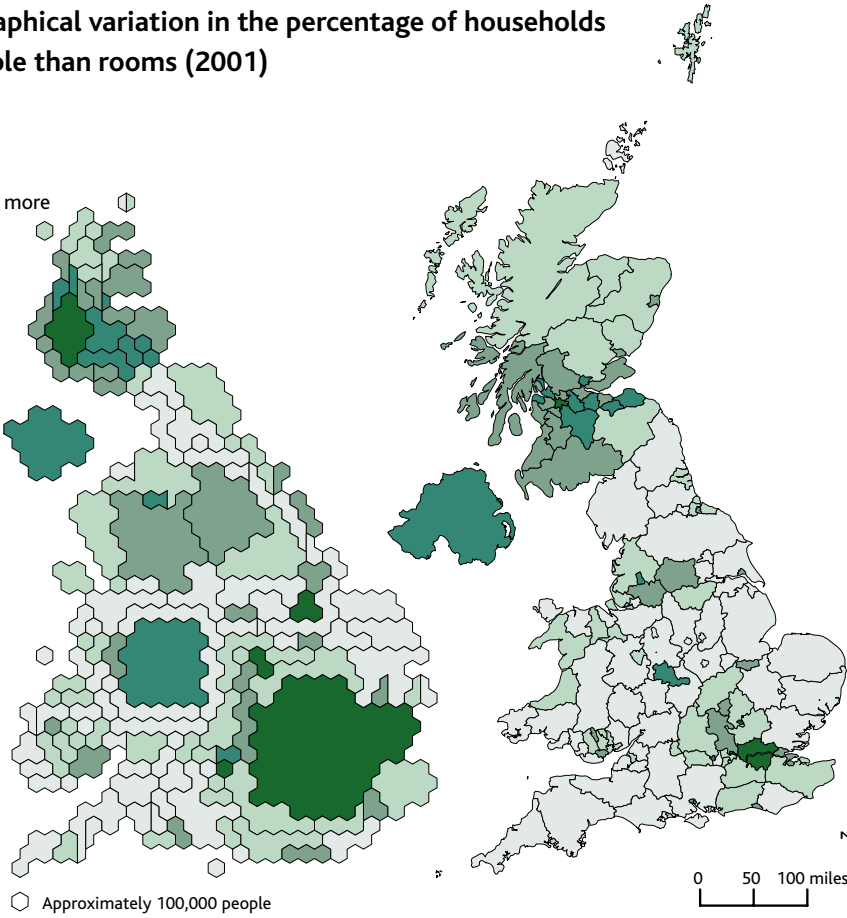 aphical variation in the percentage of households
ple than rooms (2001)
more
0 50 100 miles
Approximately 100,000 people